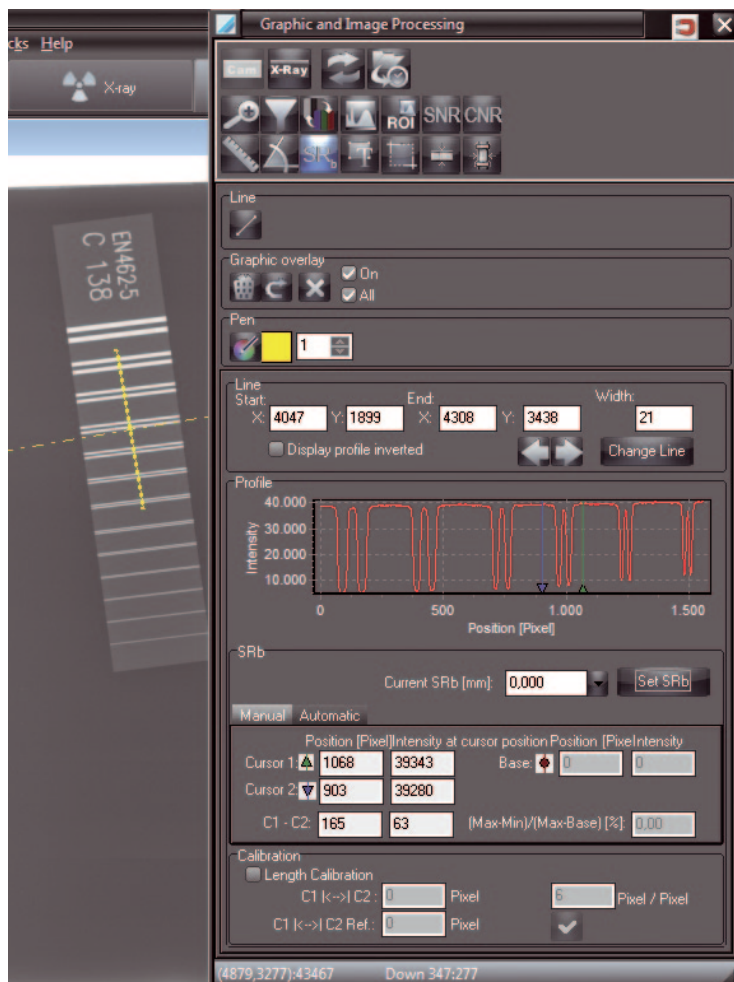 Graphic and Image Processing
cks Help
X-ray
Cam X-Ray
ROI SNR CNR
SRb T
EN462-5
C 138
Line
Graphic overlay
On
All
Pen
1
Line
Start: End: Width:
X: 4047 Y: 1899 X: 4308 Y: 3438 21
Display profile inverted Change Line
Profile
40.000
30.000
20.000
10.000
Intensity
0 500 1.000 1.500
Position [Pixel]
SRb
Current SRb [mm]: 0,000 Set SRb
Manual Automatic
Position [Pixel] Intensity at cursor position Position [Pixel Intensity
Cursor 1: 1068 39343 Base: 0 0
Cursor 2: 903 39280
C1 - C2: 165 63 (Max-Min)/(Max-Base) [%]: 0,00
Calibration
Length Calibration
C1 |<-->| C2 : 0 Pixel 6 Pixel / Pixel
C1 |<-->| C2 Ref.: 0 Pixel
(4879,3277):43467 Down 347:277